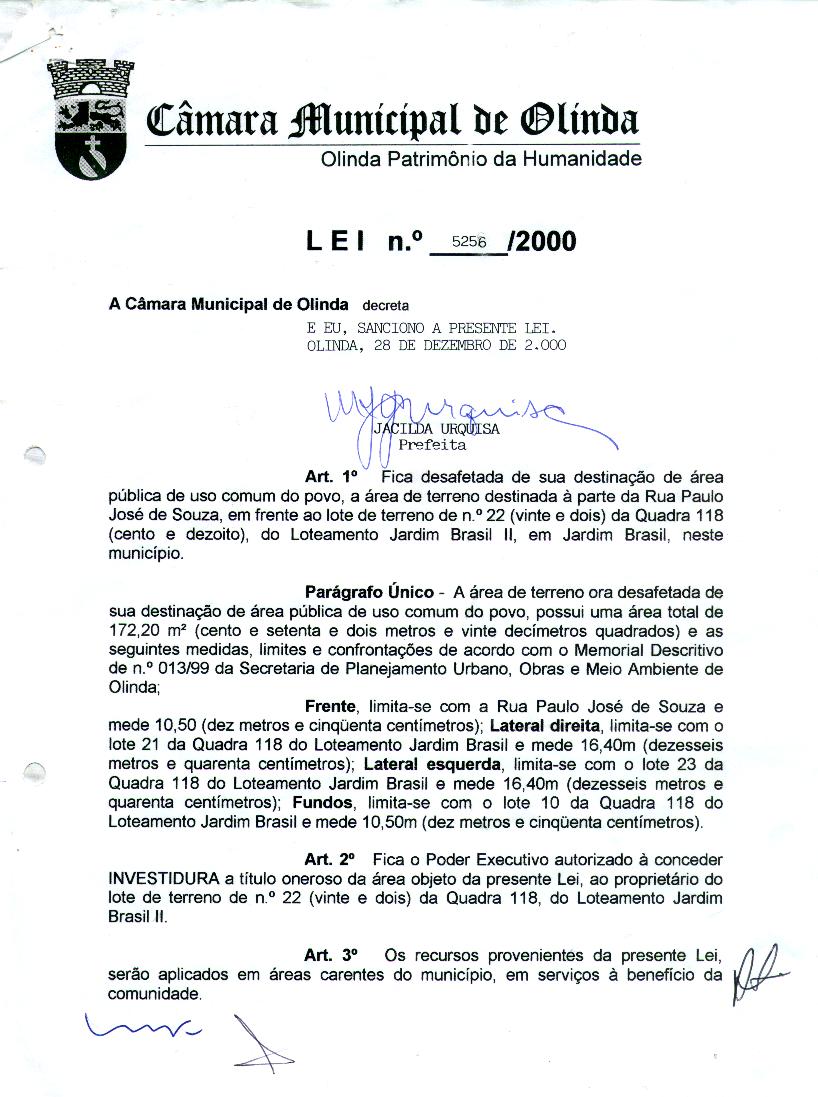 Câmara Municipal de Olinda
Olinda Patrimônio da Humanidade
LEI n.º 5256 /2000
A Câmara Municipal de Olinda decreta
E EU, SANCIONO A PRESENTE LEI.
OLINDA, 28 DE DEZEMBRO DE 2.000
JACILDA URQUISA
Prefeita
Art. 1º Fica desafetada de sua destinação de área
pública de uso comum do povo, a área de terreno destinada à parte da Rua Paulo
José de Souza, em frente ao lote de terreno de n.º 22 (vinte e dois) da Quadra 118
(cento e dezoito), do Loteamento Jardim Brasil II, em Jardim Brasil, neste
município.
Parágrafo Único - A área de terreno ora desafetada de
sua destinação de área pública de uso comum do povo, possui uma área total de
172,20 m² (cento e setenta e dois metros e vinte decímetros quadrados) e as
seguintes medidas, limites e confrontações de acordo com o Memorial Descritivo
de n.º 013/99 da Secretaria de Planejamento Urbano, Obras e Meio Ambiente de
Olinda;
Frente, limita-se com a Rua Paulo José de Souza e
mede 10,50 (dez metros e cinqüenta centímetros); Lateral direita, limita-se com o
lote 21 da Quadra 118 do Loteamento Jardim Brasil e mede 16,40m (dezesseis
metros e quarenta centímetros); Lateral esquerda, limita-se com o lote 23 da
Quadra 118 do Loteamento Jardim Brasil e mede 16,40m (dezesseis metros e
quarenta centímetros); Fundos, limita-se com o lote 10 da Quadra 118 do
Loteamento Jardim Brasil e mede 10,50m (dez metros e cinqüenta centímetros).
Art. 2º Fica o Poder Executivo autorizado à conceder
INVESTIDURA a título oneroso da área objeto da presente Lei, ao proprietário do
lote de terreno de n.º 22 (vinte e dois) da Quadra 118, do Loteamento Jardim
Brasil II.
Art. 3º Os recursos provenientes da presente Lei,
serão aplicados em áreas carentes do município, em serviços à benefício da
comunidade.